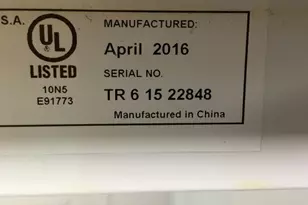 S.A.
UL
LISTED
10N5
E91773
MANUFACTURED:
April 2016
SERIAL NO.
TR 6 15 22848
Manufactured in China